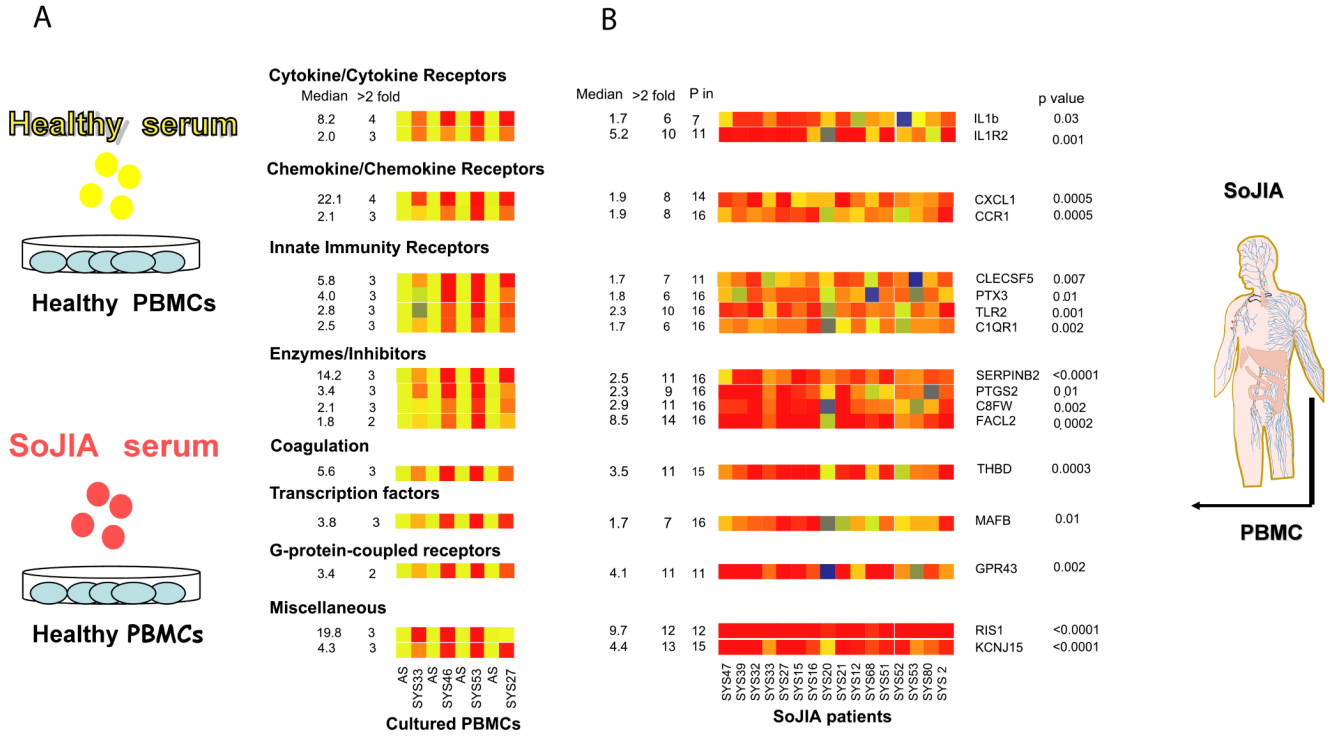 A
B
Healthy serum
Healthy PBMCs
SoJIA serum
Healthy PBMCs
Cytokine/Cytokine Receptors
Median >2 fold
Median >2 fold P in
p value
8.2 4
1.7 6 7 IL1b 0.03
2.0 3
5.2 10 11 IL1R2 0.001
Chemokine/Chemokine Receptors
22.1 4
1.9 8 14 CXCL1 0.0005
2.1 3
1.9 8 16 CCR1 0.0005
Innate Immunity Receptors
5.8 3
1.7 7 11 CLECSF5 0.007
4.0 3
1.8 6 16 PTX3 0.01
2.8 3
2.3 10 16 TLR2 0.001
2.5 3
1.7 6 16 C1QR1 0.002
Enzymes/Inhibitors
14.2 3
2.5 11 16 SERPINB2 <0.0001
3.4 3
2.3 9 16 PTGS2 0.01
2.1 3
2.9 11 16 C8FW 0.002
1.8 2
8.5 14 16 FACL2 0.0002
Coagulation
5.6 3
3.5 11 15 THBD 0.0003
Transcription factors
3.8 3
1.7 7 16 MAFB 0.01
G-protein-coupled receptors
3.4 2
4.1 11 11 GPR43 0.002
Miscellaneous
19.8 3
9.7 12 12 RIS1 <0.0001
4.3 3
4.4 13 15 KCNJ15 <0.0001
AS SYS33 AS SYS46 AS SYS53 AS SYS27
Cultured PBMCs
SYS47 SYS39 SYS32 SYS33 SYS27 SYS15 SYS16 SYS20 SYS21 SYS12 SYS68 SYS51 SYS52 SYS53 SYS80 SYS 2
SoJIA patients
SoJIA
PBMC